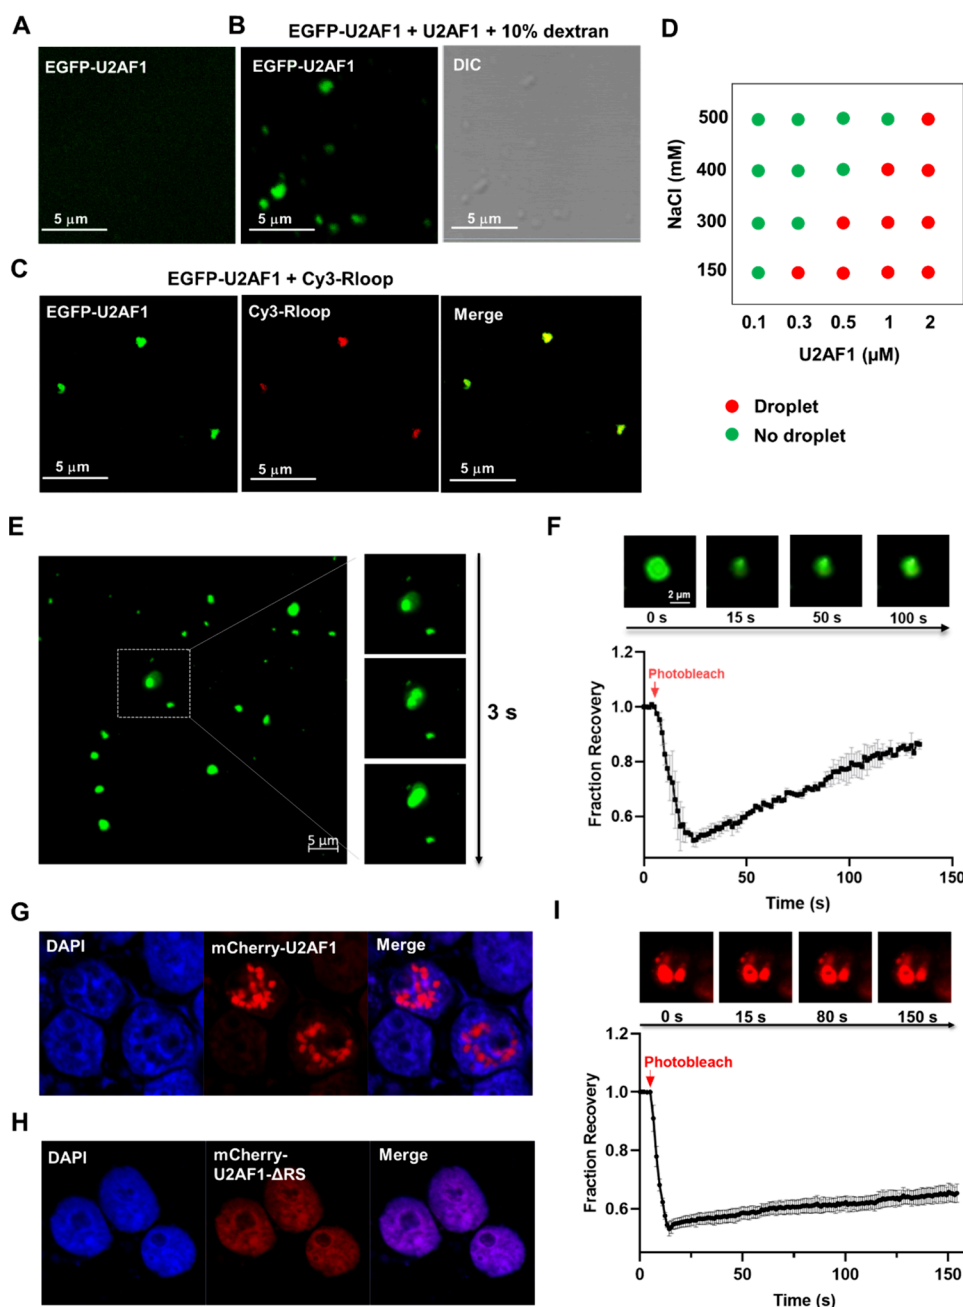 A
EGFP-U2AF1
5 μm
B
EGFP-U2AF1 + U2AF1 + 10% dextran
EGFP-U2AF1
DIC
5 μm
C
EGFP-U2AF1 + Cy3-Rloop
EGFP-U2AF1
Cy3-Rloop
Merge
5 μm
5 μm
5 μm
D
NaCl (mM)
500
400
300
150
0.1 0.3 0.5 1 2
U2AF1 (μM)
Droplet
No droplet
E
5 μm
3 s
F
2 μm
0 s 15 s 50 s 100 s
Photobleach
Fraction Recovery
1.2
1.0
0.8
0.6
0 50 100 150
Time (s)
G
DAPI
mCherry-U2AF1
Merge
H
DAPI
mCherry-
U2AF1-ΔRS
Merge
I
0 s 15 s 80 s 150 s
Photobleach
Fraction Recovery
1.2
1.0
0.8
0.6
0 50 100 150
Time (s)